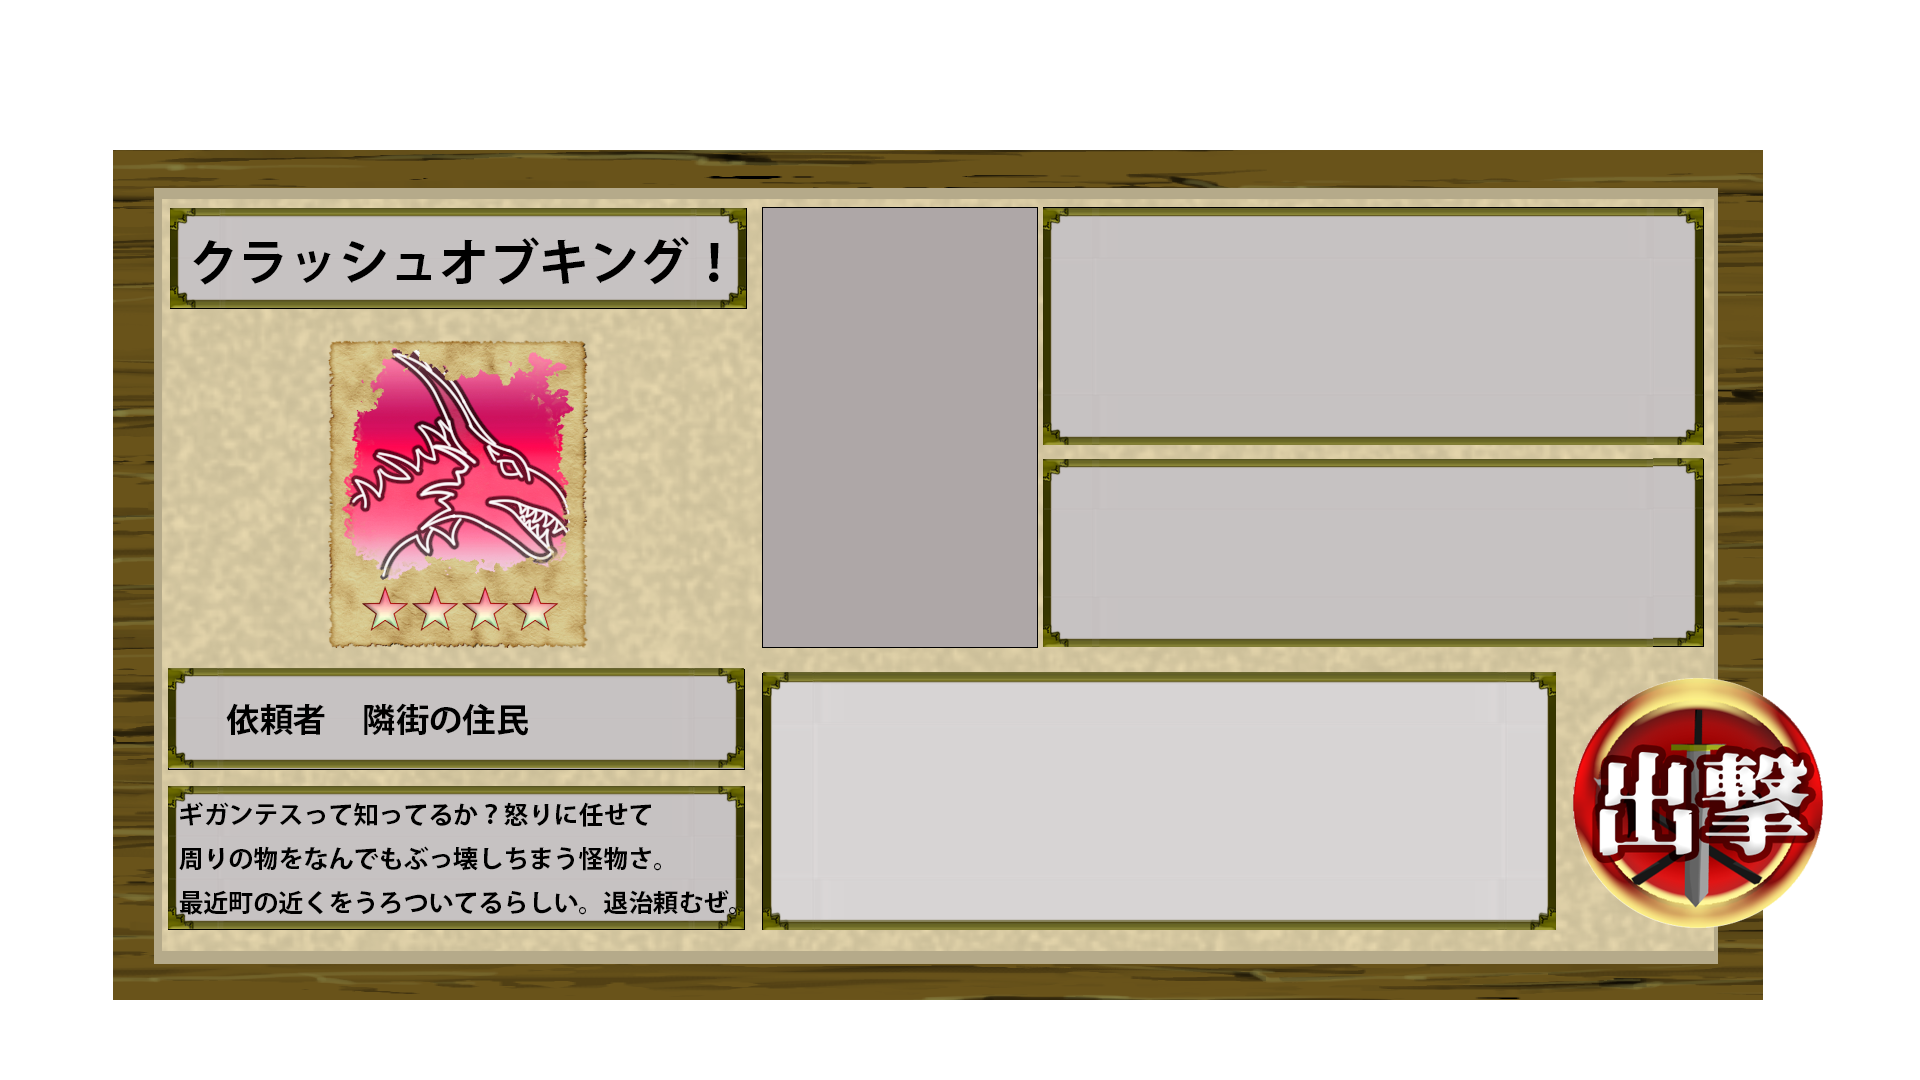 クラッシュオブキング！
依頼者　隣街の住民
ギガンテスって知ってるか？怒りに任せて
周りの物をなんでもぶっ壊しちまう怪物さ。
最近町の近くをうろついてるらしい。退治頼むぜ。
出撃